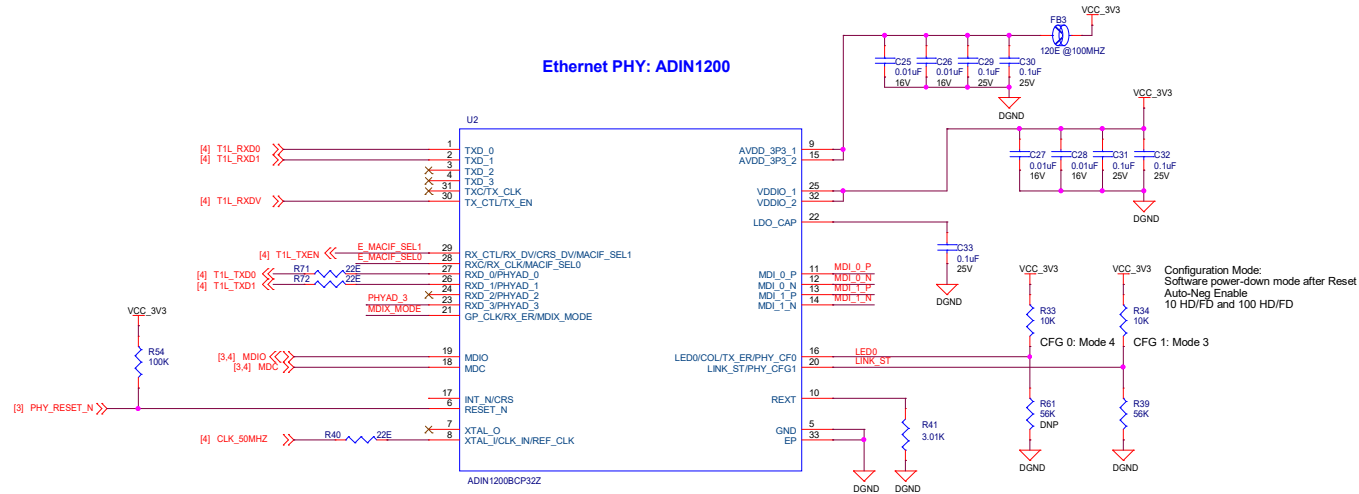 Ethernet PHY: ADIN1200
VCC_3V3
FB3
120E @100MHZ
C25
0.01uF
16V
C26
0.01uF
16V
C29
0.1uF
25V
C30
0.1uF
25V
DGND
VCC_3V3
C27
0.01uF
16V
C28
0.01uF
16V
C31
0.1uF
25V
C32
0.1uF
25V
DGND
U2
[4] T1L_RXD0
1
TXD_0
[4] T1L_RXD1
2
TXD_1
3
TXD_2
4
TXD_3
31
TXC/TX_CLK
[4] T1L_RXDV
30
TX_CTL/TX_EN
[4] T1L_TXEN
E_MACIF_SEL1
29
RX_CTL/RX_DV/CRS_DV/MACIF_SEL1
E_MACIF_SEL0
28
RXC/RX_CLK/MACIF_SEL0
[4] T1L_TXD0
R71
22E
27
RXD_0/PHYAD_0
[4] T1L_TXD1
R72
22E
26
RXD_1/PHYAD_1
24
RXD_2/PHYAD_2
PHYAD_3
23
RXD_3/PHYAD_3
MDIX_MODE
21
GP_CLK/RX_ER/MDIX_MODE
VCC_3V3
R54
100K
[3,4] MDIO
19
MDIO
[3,4] MDC
18
MDC
17
INT_N/CRS
[3] PHY_RESET_N
6
RESET_N
7
XTAL_O
[4] CLK_50MHZ
R40
22E
8
XTAL_I/CLK_IN/REF_CLK
AVDD_3P3_1
9
AVDD_3P3_2
15
VDDIO_1
25
VDDIO_2
32
LDO_CAP
22
C33
0.1uF
25V
DGND
MDI_0_P
11
MDI_0_P
MDI_0_N
12
MDI_0_N
MDI_1_P
13
MDI_1_P
MDI_1_N
14
MDI_1_N
LED0/COL/TX_ER/PHY_CF0
16
LED0
LINK_ST/PHY_CFG1
20
LINK_ST
REXT
10
GND
5
EP
33
R41
3.01K
DGND
DGND
VCC_3V3
R33
10K
CFG 0: Mode 4
R61
56K
DNP
DGND
VCC_3V3
R34
10K
CFG 1: Mode 3
R39
56K
DGND
Configuration Mode:
Software power-down mode after Reset
Auto-Neg Enable
10 HD/FD and 100 HD/FD
ADIN1200BCP32Z